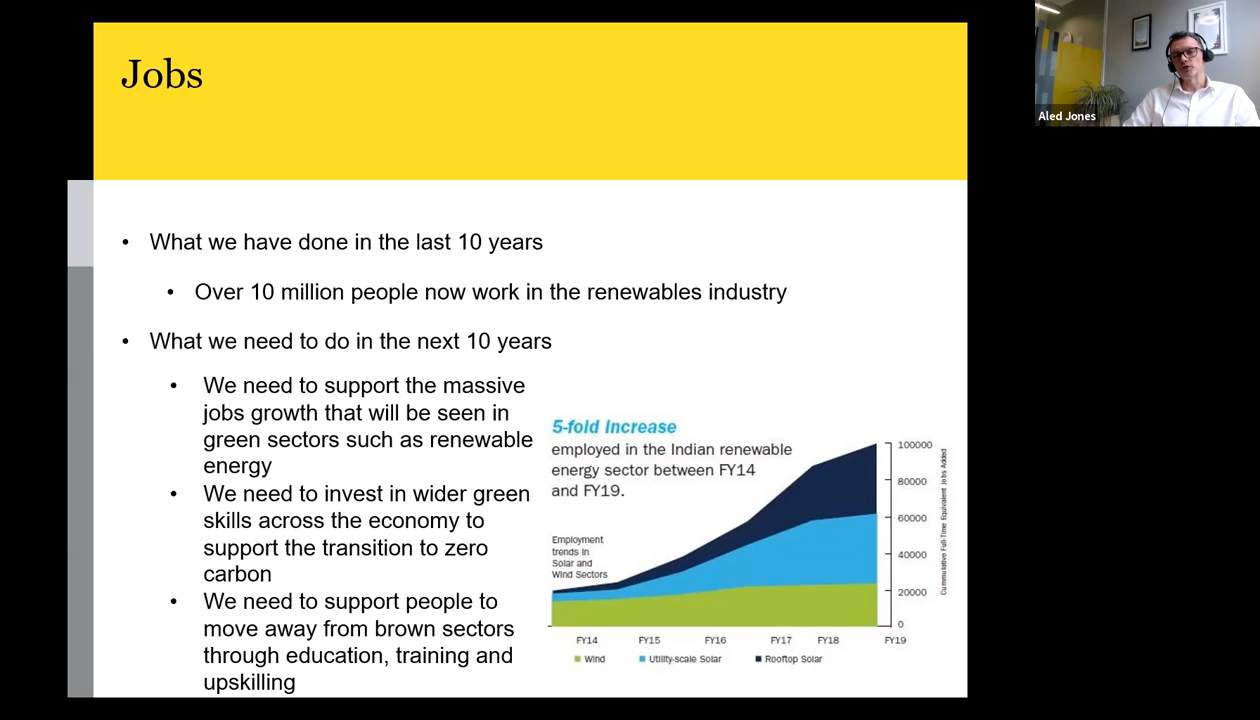 Jobs
Aled Jones
• What we have done in the last 10 years
• Over 10 million people now work in the renewables industry
• What we need to do in the next 10 years
• We need to support the massive
jobs growth that will be seen in
green sectors such as renewable
energy
• We need to invest in wider green
skills across the economy to
support the transition to zero
carbon
• We need to support people to
move away from brown sectors
through education, training and
upskilling
5-fold increase
employed in the Indian renewable
energy sector between FY14
and FY19.
Employment
trends in
Solar and
Wind Sectors
100000
80000
60000
40000
20000
0
Cummulative Full-Time Equivalent Jobs Added
FY14 FY15 FY16 FY17 FY18 FY19
Wind Utility-scale Solar Rooftop Solar